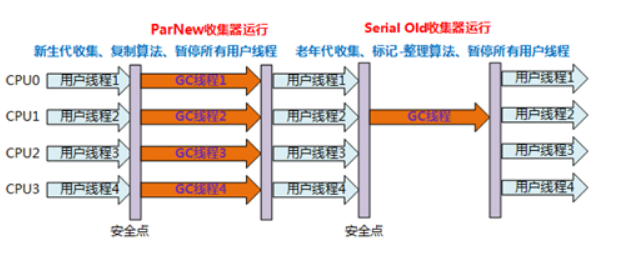 ParNew收集器运行
Serial Old收集器运行
新生代收集、复制算法、暂停所有用户线程
老年代收集、标记-整理算法、暂停所有用户线程
CPU0 用户线程1 GC线程1 用户线程1 用户线程1
CPU1 用户线程2 GC线程2 用户线程2 GC线程 用户线程2
CPU2 用户线程3 GC线程3 用户线程3 用户线程3
CPU3 用户线程4 GC线程4 用户线程4 用户线程4
安全点 安全点